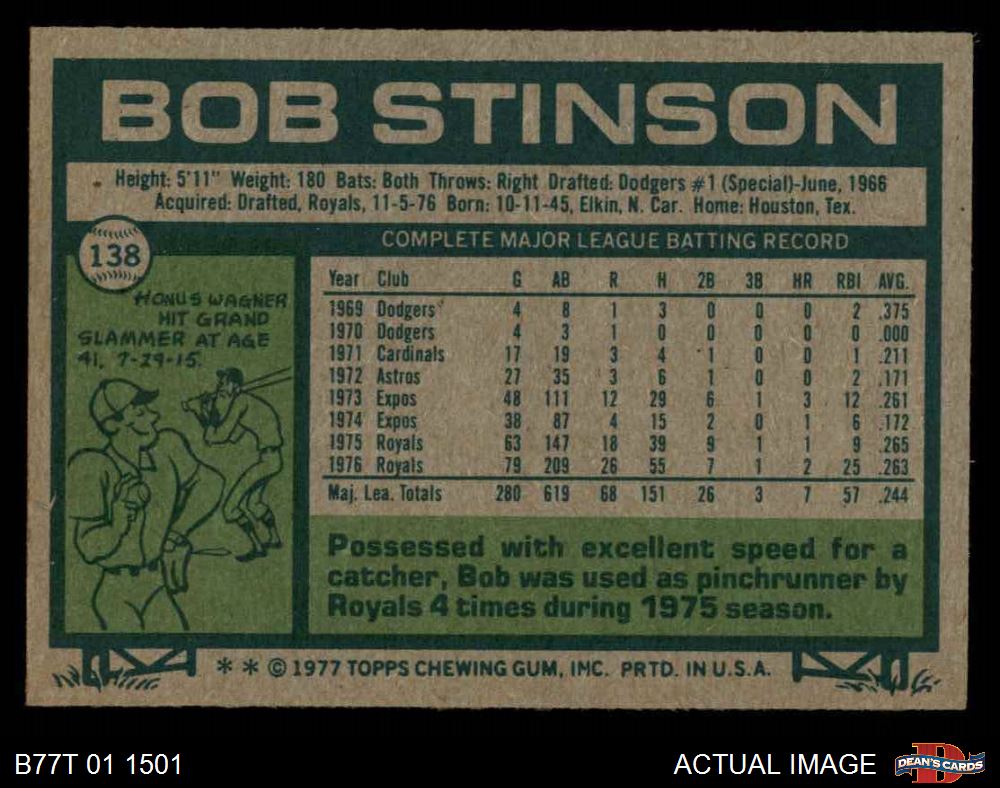 BOB STINSON
Height: 5'11" Weight: 180 Bats: Both Throws: Right Drafted: Dodgers #1 (Special)-June, 1966
Acquired: Drafted, Royals, 11-5-76 Born: 10-11-45, Elkin, N. Car. Home: Houston, Tex.
138
HONUS WAGNER
HIT GRAND
SLAMMER AT AGE
41. 7-29-15.
COMPLETE MAJOR LEAGUE BATTING RECORD
Year Club G AB R H 2B 3B HR RBI AVG.
1969 Dodgers 4 8 1 3 0 0 0 2 .375
1970 Dodgers 4 3 1 0 0 0 0 0 .000
1971 Cardinals 17 19 3 4 1 0 0 1 .211
1972 Astros 27 35 3 6 1 0 0 2 .171
1973 Expos 48 111 12 29 6 1 3 12 .261
1974 Expos 38 87 4 15 2 0 1 6 .172
1975 Royals 63 147 18 39 9 1 1 9 .265
1976 Royals 79 209 26 55 7 1 2 25 .263
Maj. Lea. Totals 280 619 68 151 26 3 7 57 .244
Possessed with excellent speed for a
catcher, Bob was used as pinchrunner by
Royals 4 times during 1975 season.
* * © 1977 TOPPS CHEWING GUM, INC. PRTD. IN U.S.A.
B77T 01 1501
ACTUAL IMAGE
DEAN'S CARDS